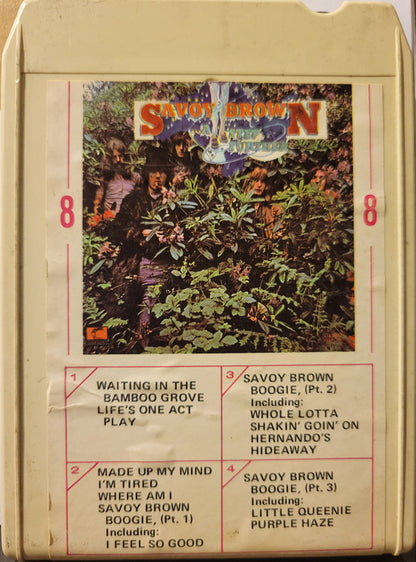 SAVOY BROWN
A
STEP
FURTHER
8
8
1
WAITING IN THE
BAMBOO GROVE
LIFE'S ONE ACT
PLAY
2
MADE UP MY MIND
I'M TIRED
WHERE AM I
SAVOY BROWN
BOOGIE, (Pt. 1)
Including:
I FEEL SO GOOD
3
SAVOY BROWN
BOOGIE, (Pt. 2)
Including:
WHOLE LOTTA
SHAKIN' GOIN' ON
HERNANDO'S
HIDEAWAY
4
SAVOY BROWN
BOOGIE, (Pt. 3)
Including:
LITTLE QUEENIE
PURPLE HAZE